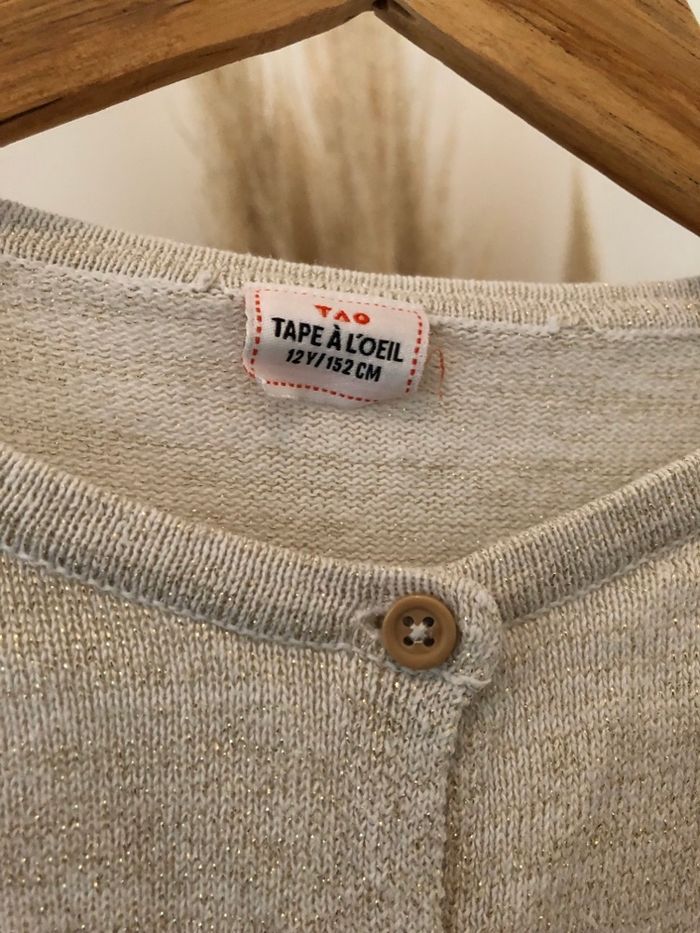 TAO
TAPE À L'OEIL
12 Y/152 CM